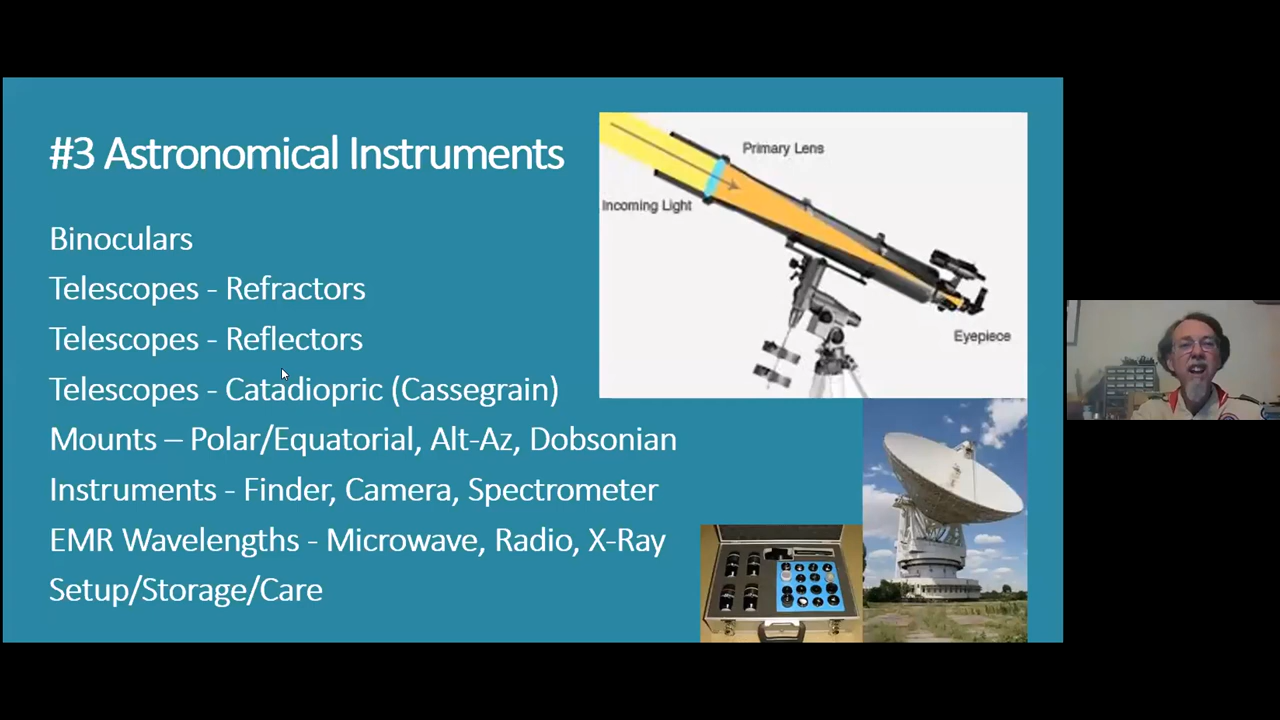 #3 Astronomical Instruments
Binoculars
Telescopes - Refractors
Telescopes - Reflectors
Telescopes - Catadiopric (Cassegrain)
Mounts – Polar/Equatorial, Alt-Az, Dobsonian
Instruments - Finder, Camera, Spectrometer
EMR Wavelengths - Microwave, Radio, X-Ray
Setup/Storage/Care
Primary Lens
Incoming Light
Eyepiece